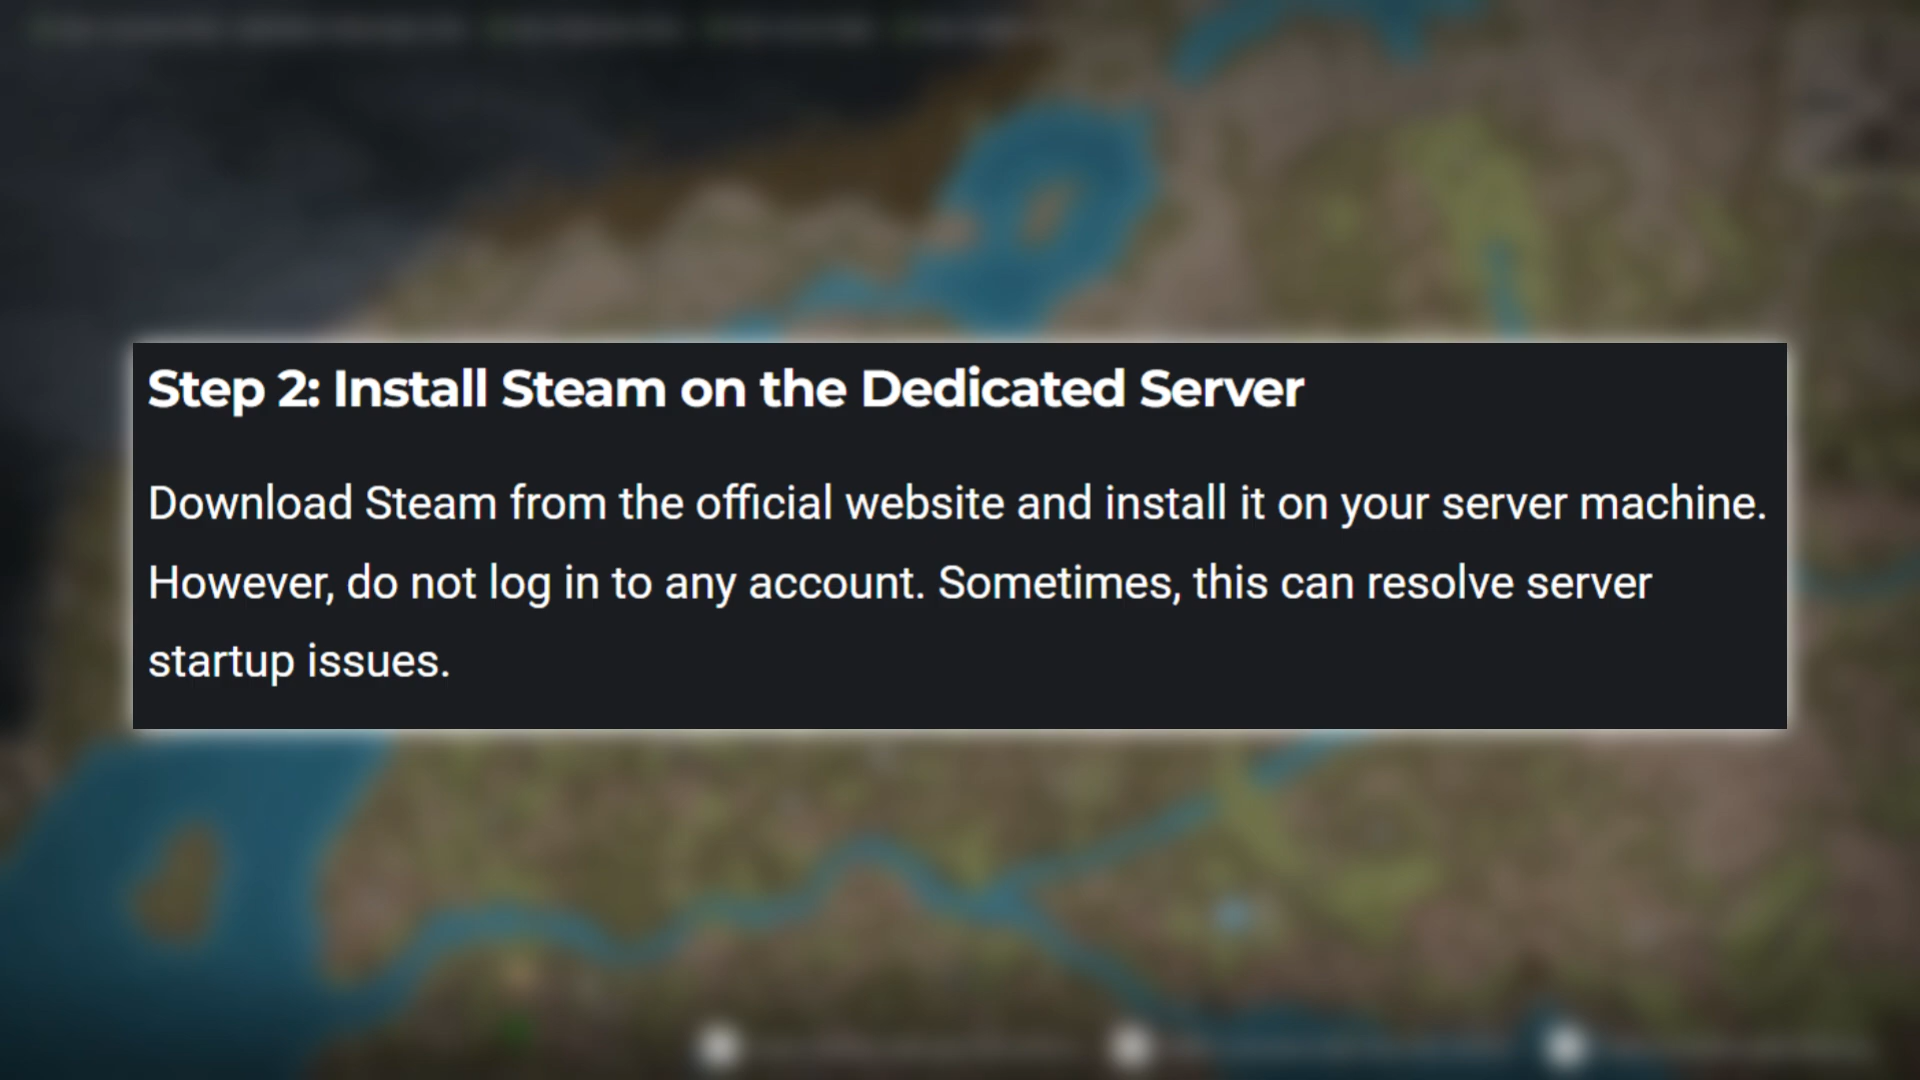 Step 2: Install Steam on the Dedicated Server
Download Steam from the official website and install it on your server machine.
However, do not log in to any account. Sometimes, this can resolve server
startup issues.